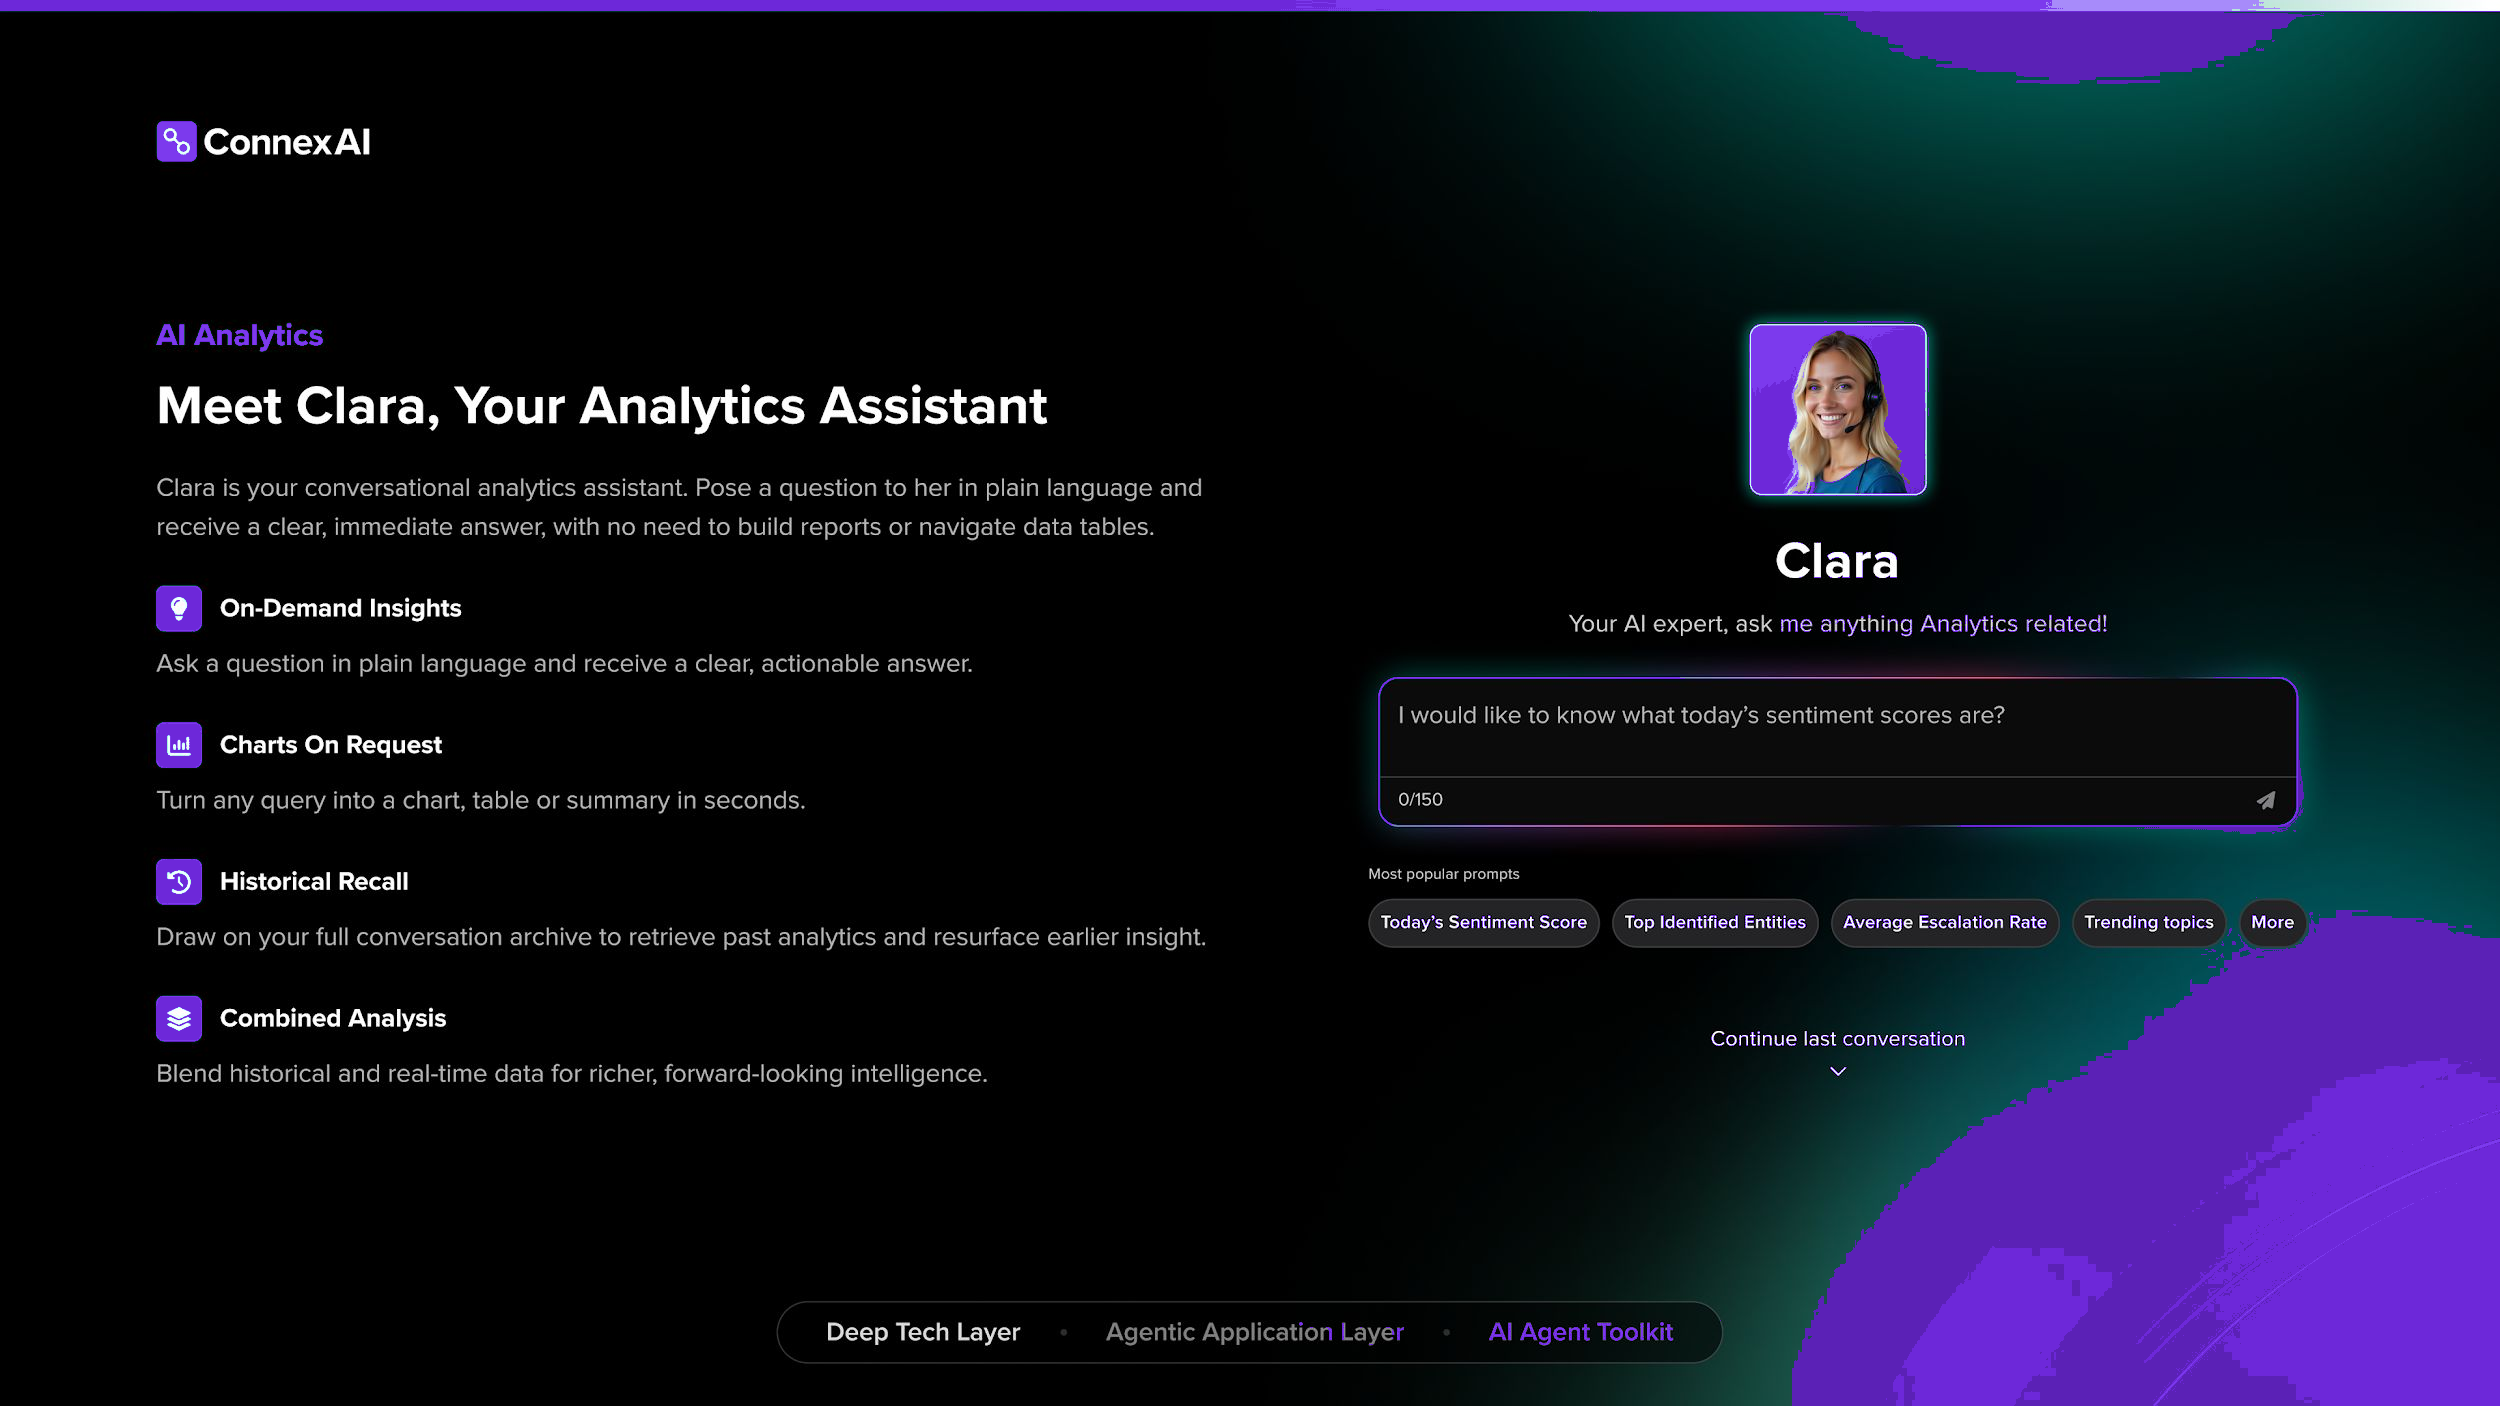 ConnexAI
AI Analytics
Meet Clara, Your Analytics Assistant
Clara is your conversational analytics assistant. Pose a question to her in plain language and
receive a clear, immediate answer, with no need to build reports or navigate data tables.
On-Demand Insights
Ask a question in plain language and receive a clear, actionable answer.
Charts On Request
Turn any query into a chart, table or summary in seconds.
Historical Recall
Draw on your full conversation archive to retrieve past analytics and resurface earlier insight.
Combined Analysis
Blend historical and real-time data for richer, forward-looking intelligence.
Clara
Your AI expert, ask me anything Analytics related!
I would like to know what today’s sentiment scores are?
0/150
Most popular prompts
Today’s Sentiment Score
Top Identified Entities
Average Escalation Rate
Trending topics
More
Continue last conversation
Deep Tech Layer • Agentic Application Layer • AI Agent Toolkit